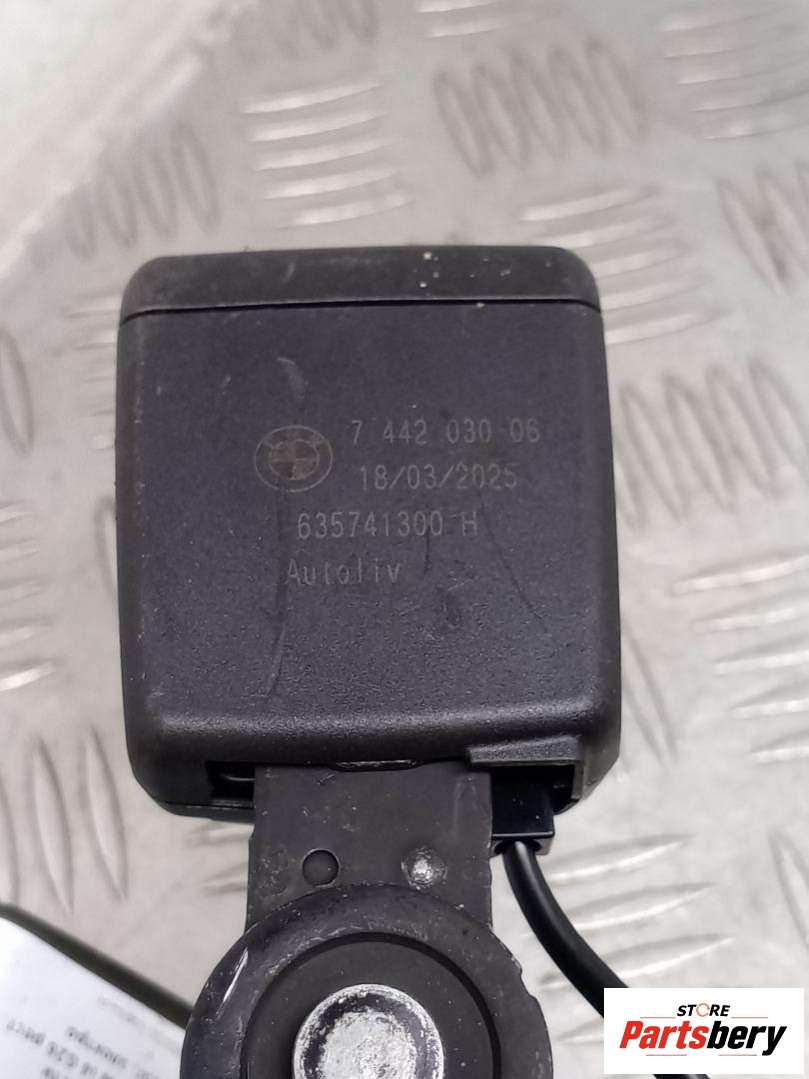 7 442 030 06
18/03/2025
635741300 H
Autoliv
STORE
Partsbery